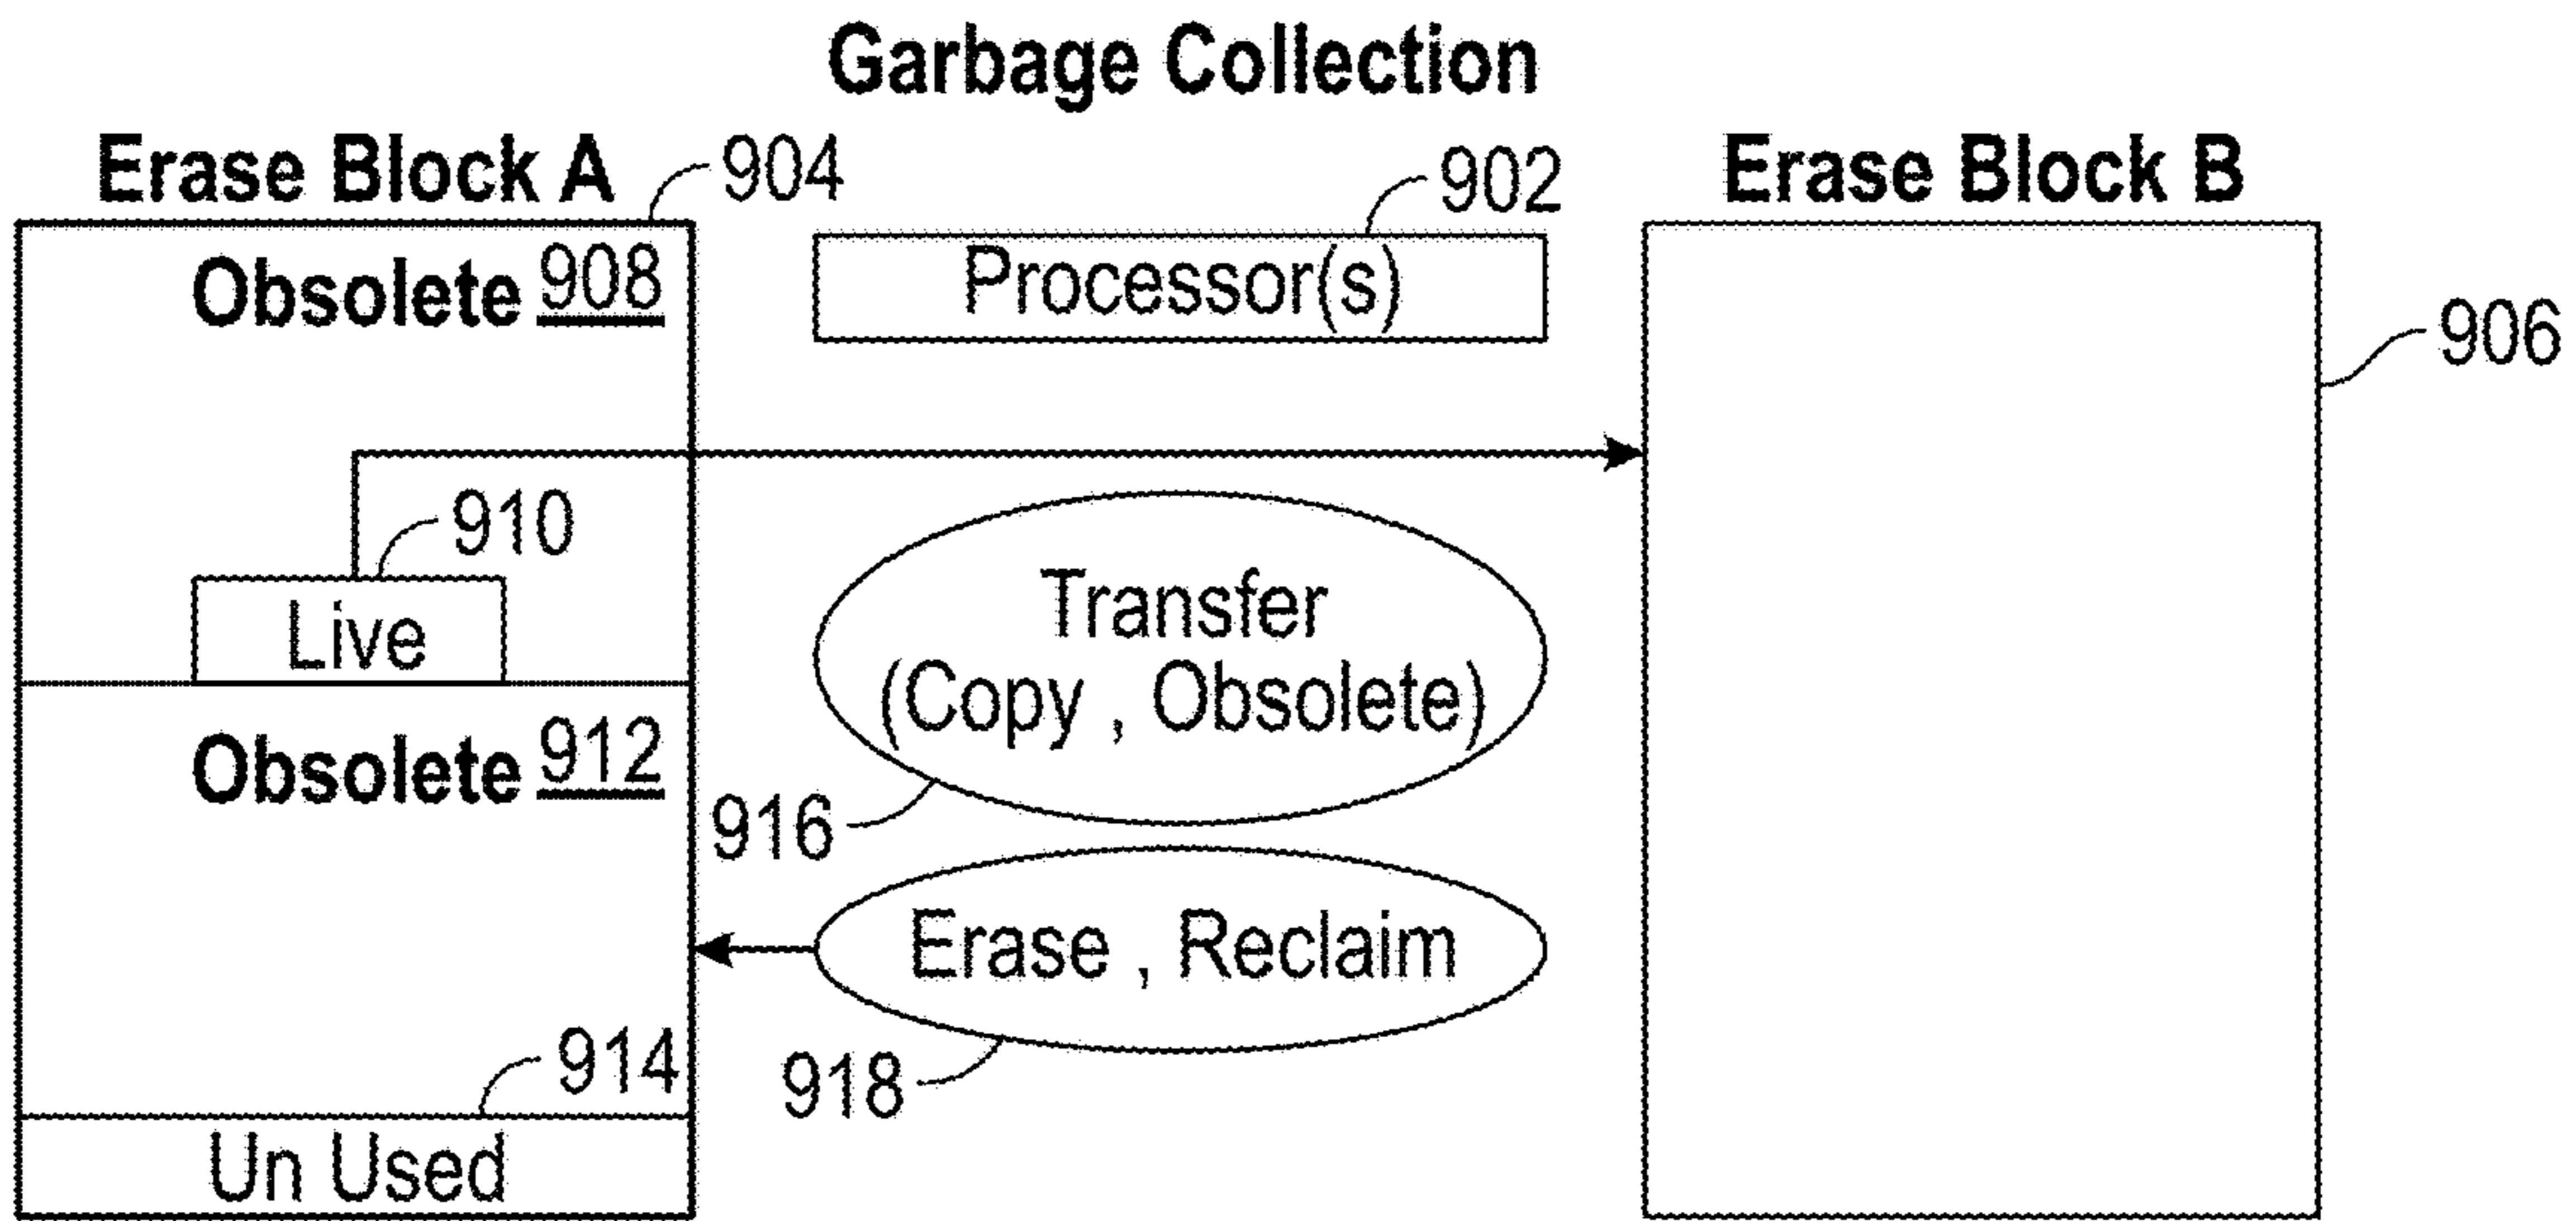 Garbage Collection
Erase Block A
904
902
Erase Block B
Obsolete 908
Processor(s)
906
910
Live
Transfer
(Copy , Obsolete)
Obsolete 912
916
Erase , Reclaim
914
918
Un Used